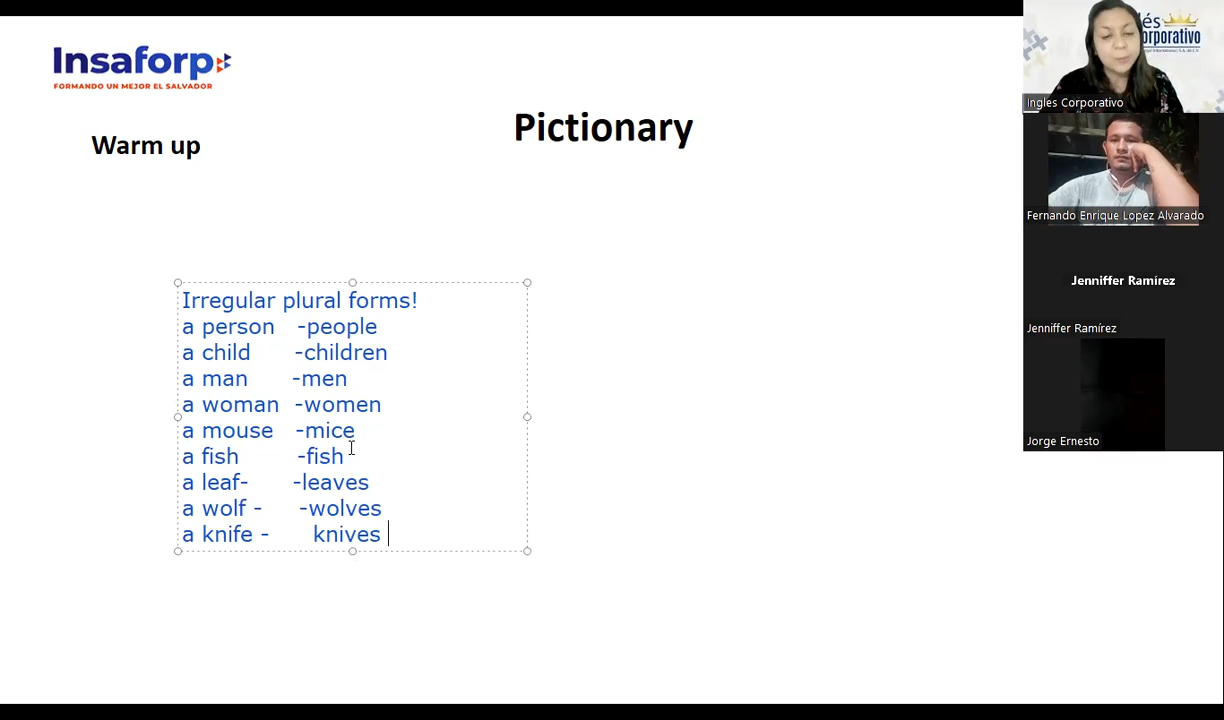 Insaforp
FORMANDO UN MEJOR EL SALVADOR
Warm up
Pictionary
Irregular plural forms!
a person -people
a child -children
a man -men
a woman -women
a mouse -mice
a fish -fish
a leaf- -leaves
a wolf - -wolves
a knife - knives
Ingles Corporativo
Fernando Enrique Lopez Alvarado
Jenniffer Ramírez
Jenniffer Ramírez
Jorge Ernesto